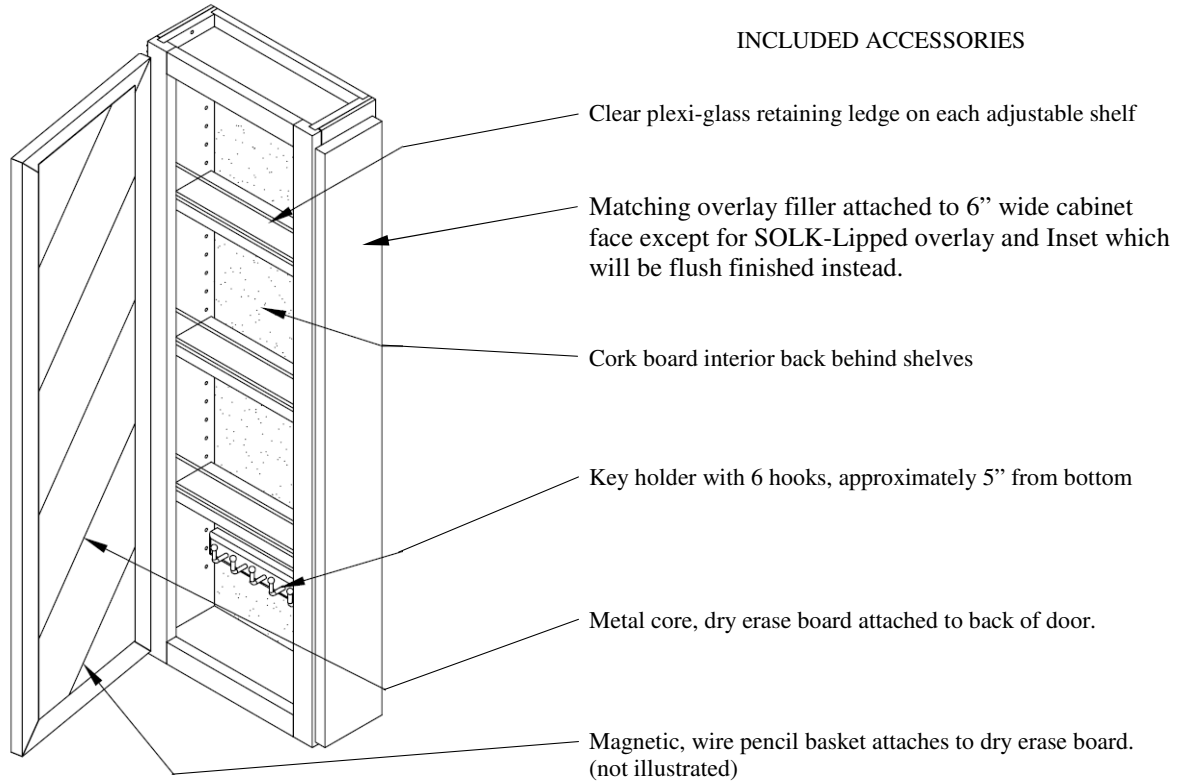 INCLUDED ACCESSORIES
Clear plexi-glass retaining ledge on each adjustable shelf
Matching overlay filler attached to 6” wide cabinet
face except for SOLK-Lipped overlay and Inset which
will be flush finished instead.
Cork board interior back behind shelves
Key holder with 6 hooks, approximately 5” from bottom
Metal core, dry erase board attached to back of door.
Magnetic, wire pencil basket attaches to dry erase board.
(not illustrated)